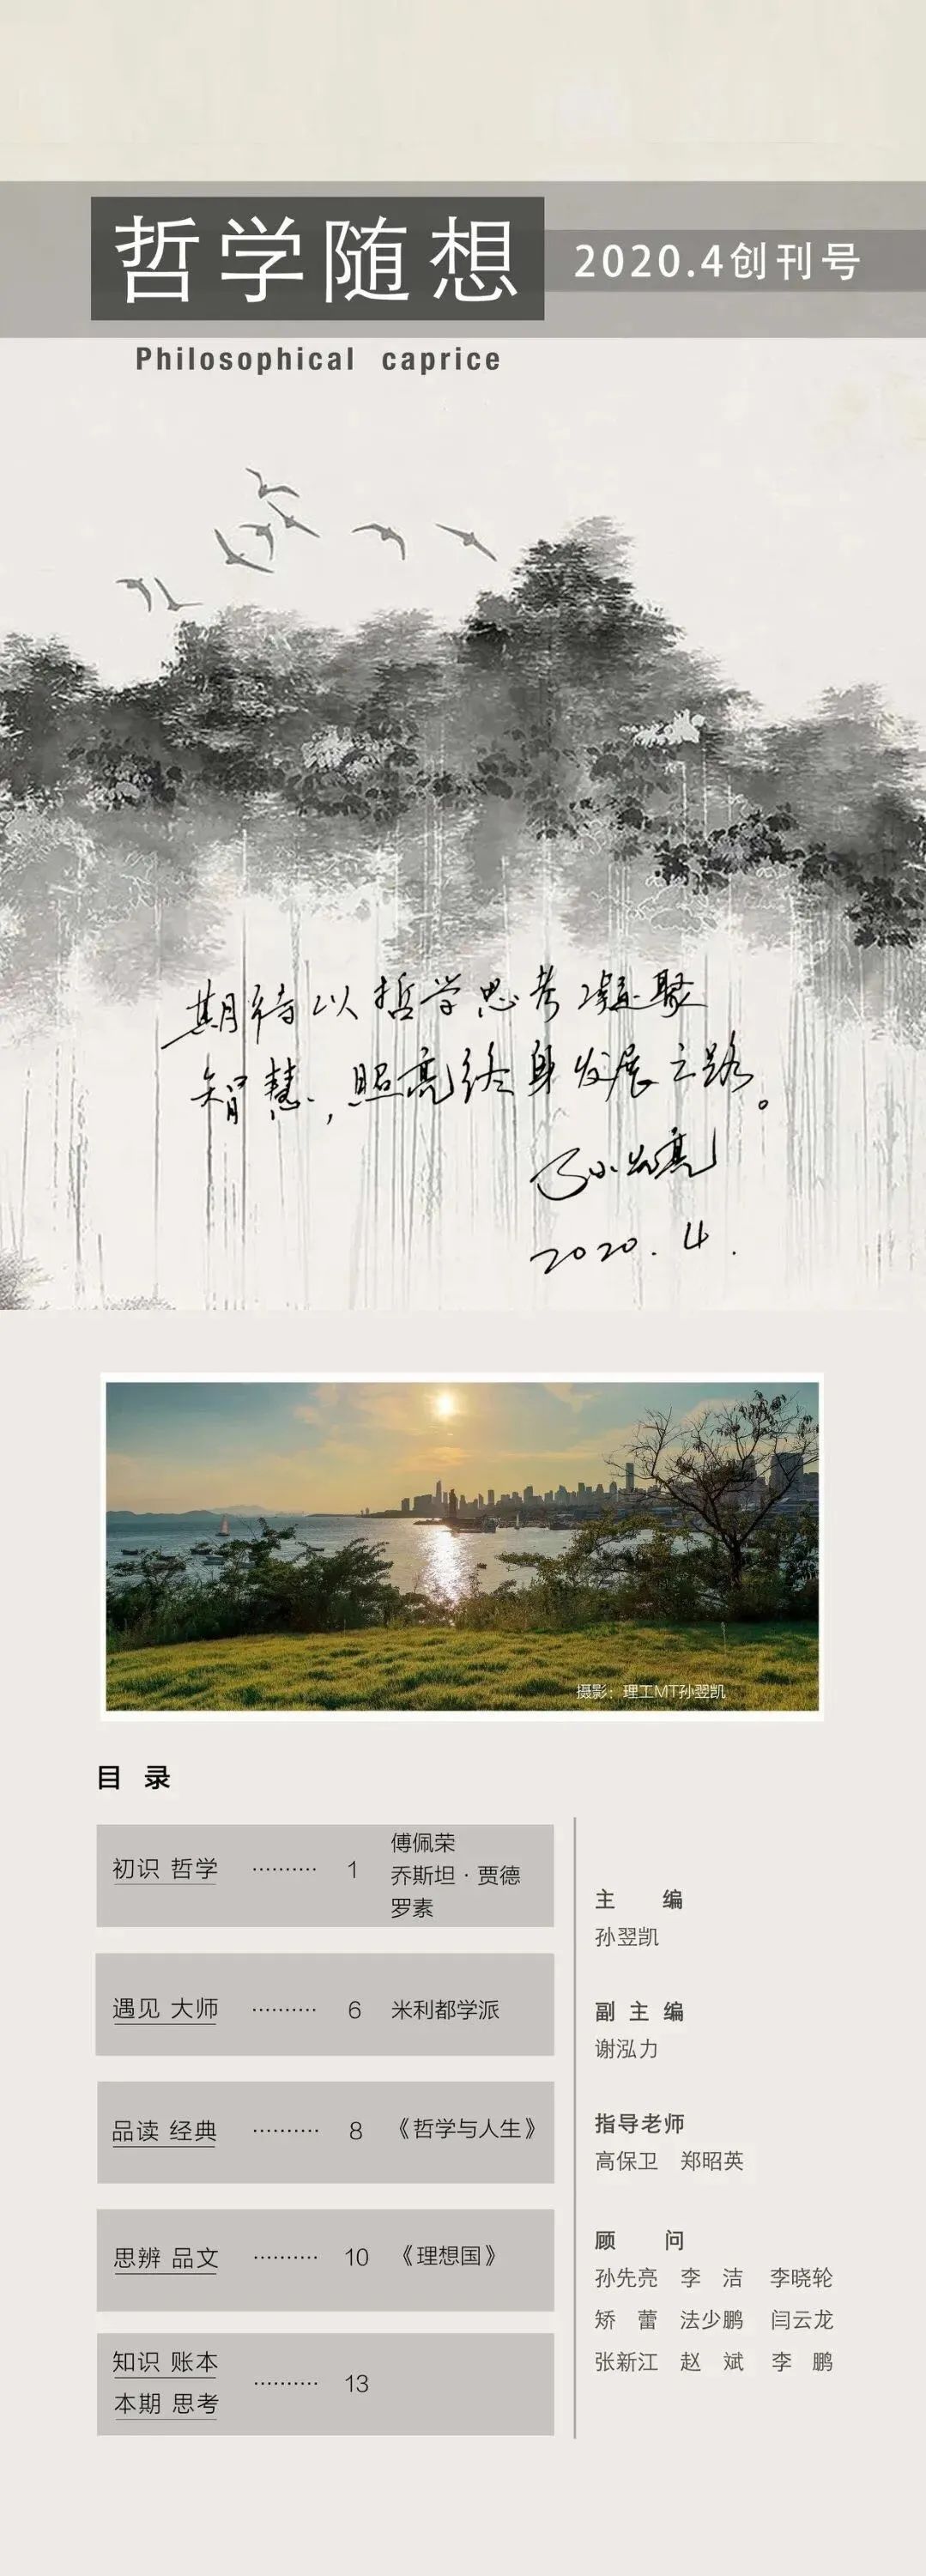 哲学随想
2020.4创刊号
Philosophical caprice
期待以哲学思考凝聚
智慧,照亮终身发展之路。
孙先亮
2020.4.
摄影：理工MT孙翌凯
目 录
初识 哲学 ·········· 1
傅佩荣
乔斯坦·贾德
罗素
遇见 大师 ·········· 6 米利都学派
品读 经典 ·········· 8 《哲学与人生》
思辨 品文 ·········· 10 《理想国》
知识 账本
本期 思考
·········· 13
主 编
孙翌凯
副 主 编
谢泓力
指导老师
高保卫 郑昭英
顾 问
孙先亮 李 洁 李晓轮
矫 蕾 法少鹏 闫云龙
张新江 赵 斌 李 鹏